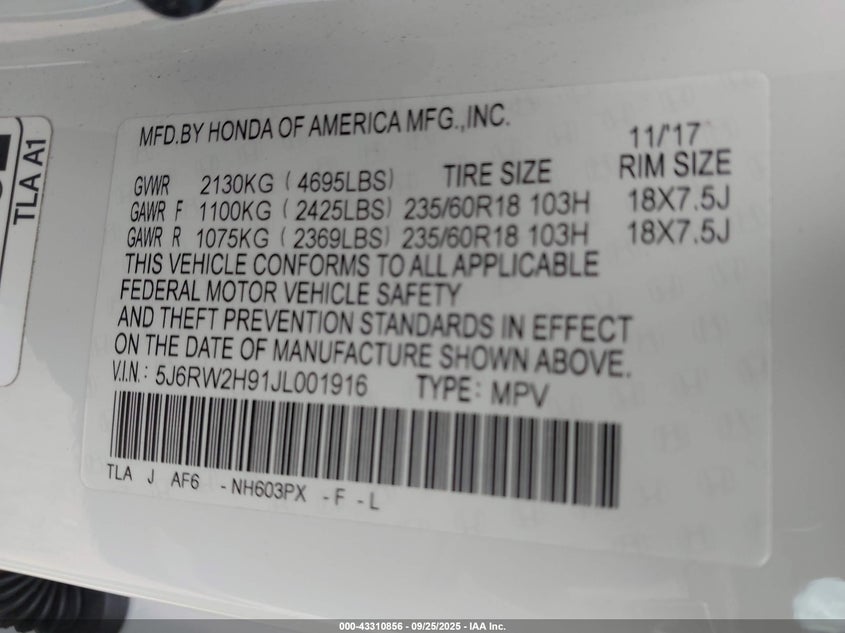 MFD.BY HONDA OF AMERICA MFG.,INC.
11/'17
GVWR 2130KG ( 4695LBS) TIRE SIZE RIM SIZE
GAWR F 1100KG ( 2425LBS) 235/60R18 103H 18X7.5J
GAWR R 1075KG ( 2369LBS) 235/60R18 103H 18X7.5J
THIS VEHICLE CONFORMS TO ALL APPLICABLE
FEDERAL MOTOR VEHICLE SAFETY
AND THEFT PREVENTION STANDARDS IN EFFECT
ON THE DATE OF MANUFACTURE SHOWN ABOVE.
V.I.N.: 5J6RW2H91JL001916 TYPE: MPV
TLA J AF6 -NH603PX -F -L
TLA A1
000-43310856 • 09/25/2025 - IAA Inc.